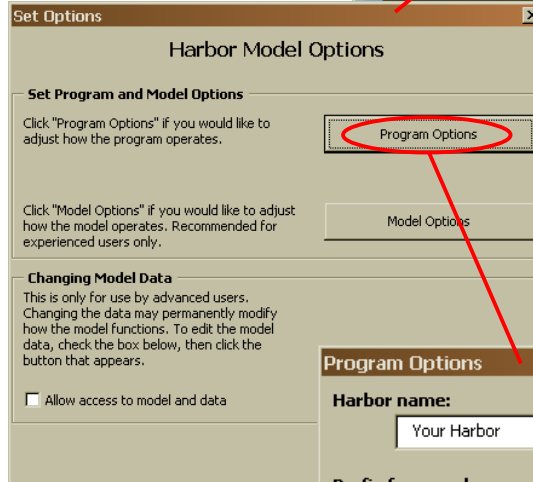 Set Options
Harbor Model Options
Set Program and Model Options
Click "Program Options" if you would like to
adjust how the program operates.
Program Options
Click "Model Options" if you would like to adjust
how the model operates. Recommended for
experienced users only.
Model Options
Changing Model Data
This is only for use by advanced users.
Changing the data may permanently modify
how the model functions. To edit the model
data, check the box below, then click the
button that appears.
Allow access to model and data
Program Options
Harbor name:
Your Harbor